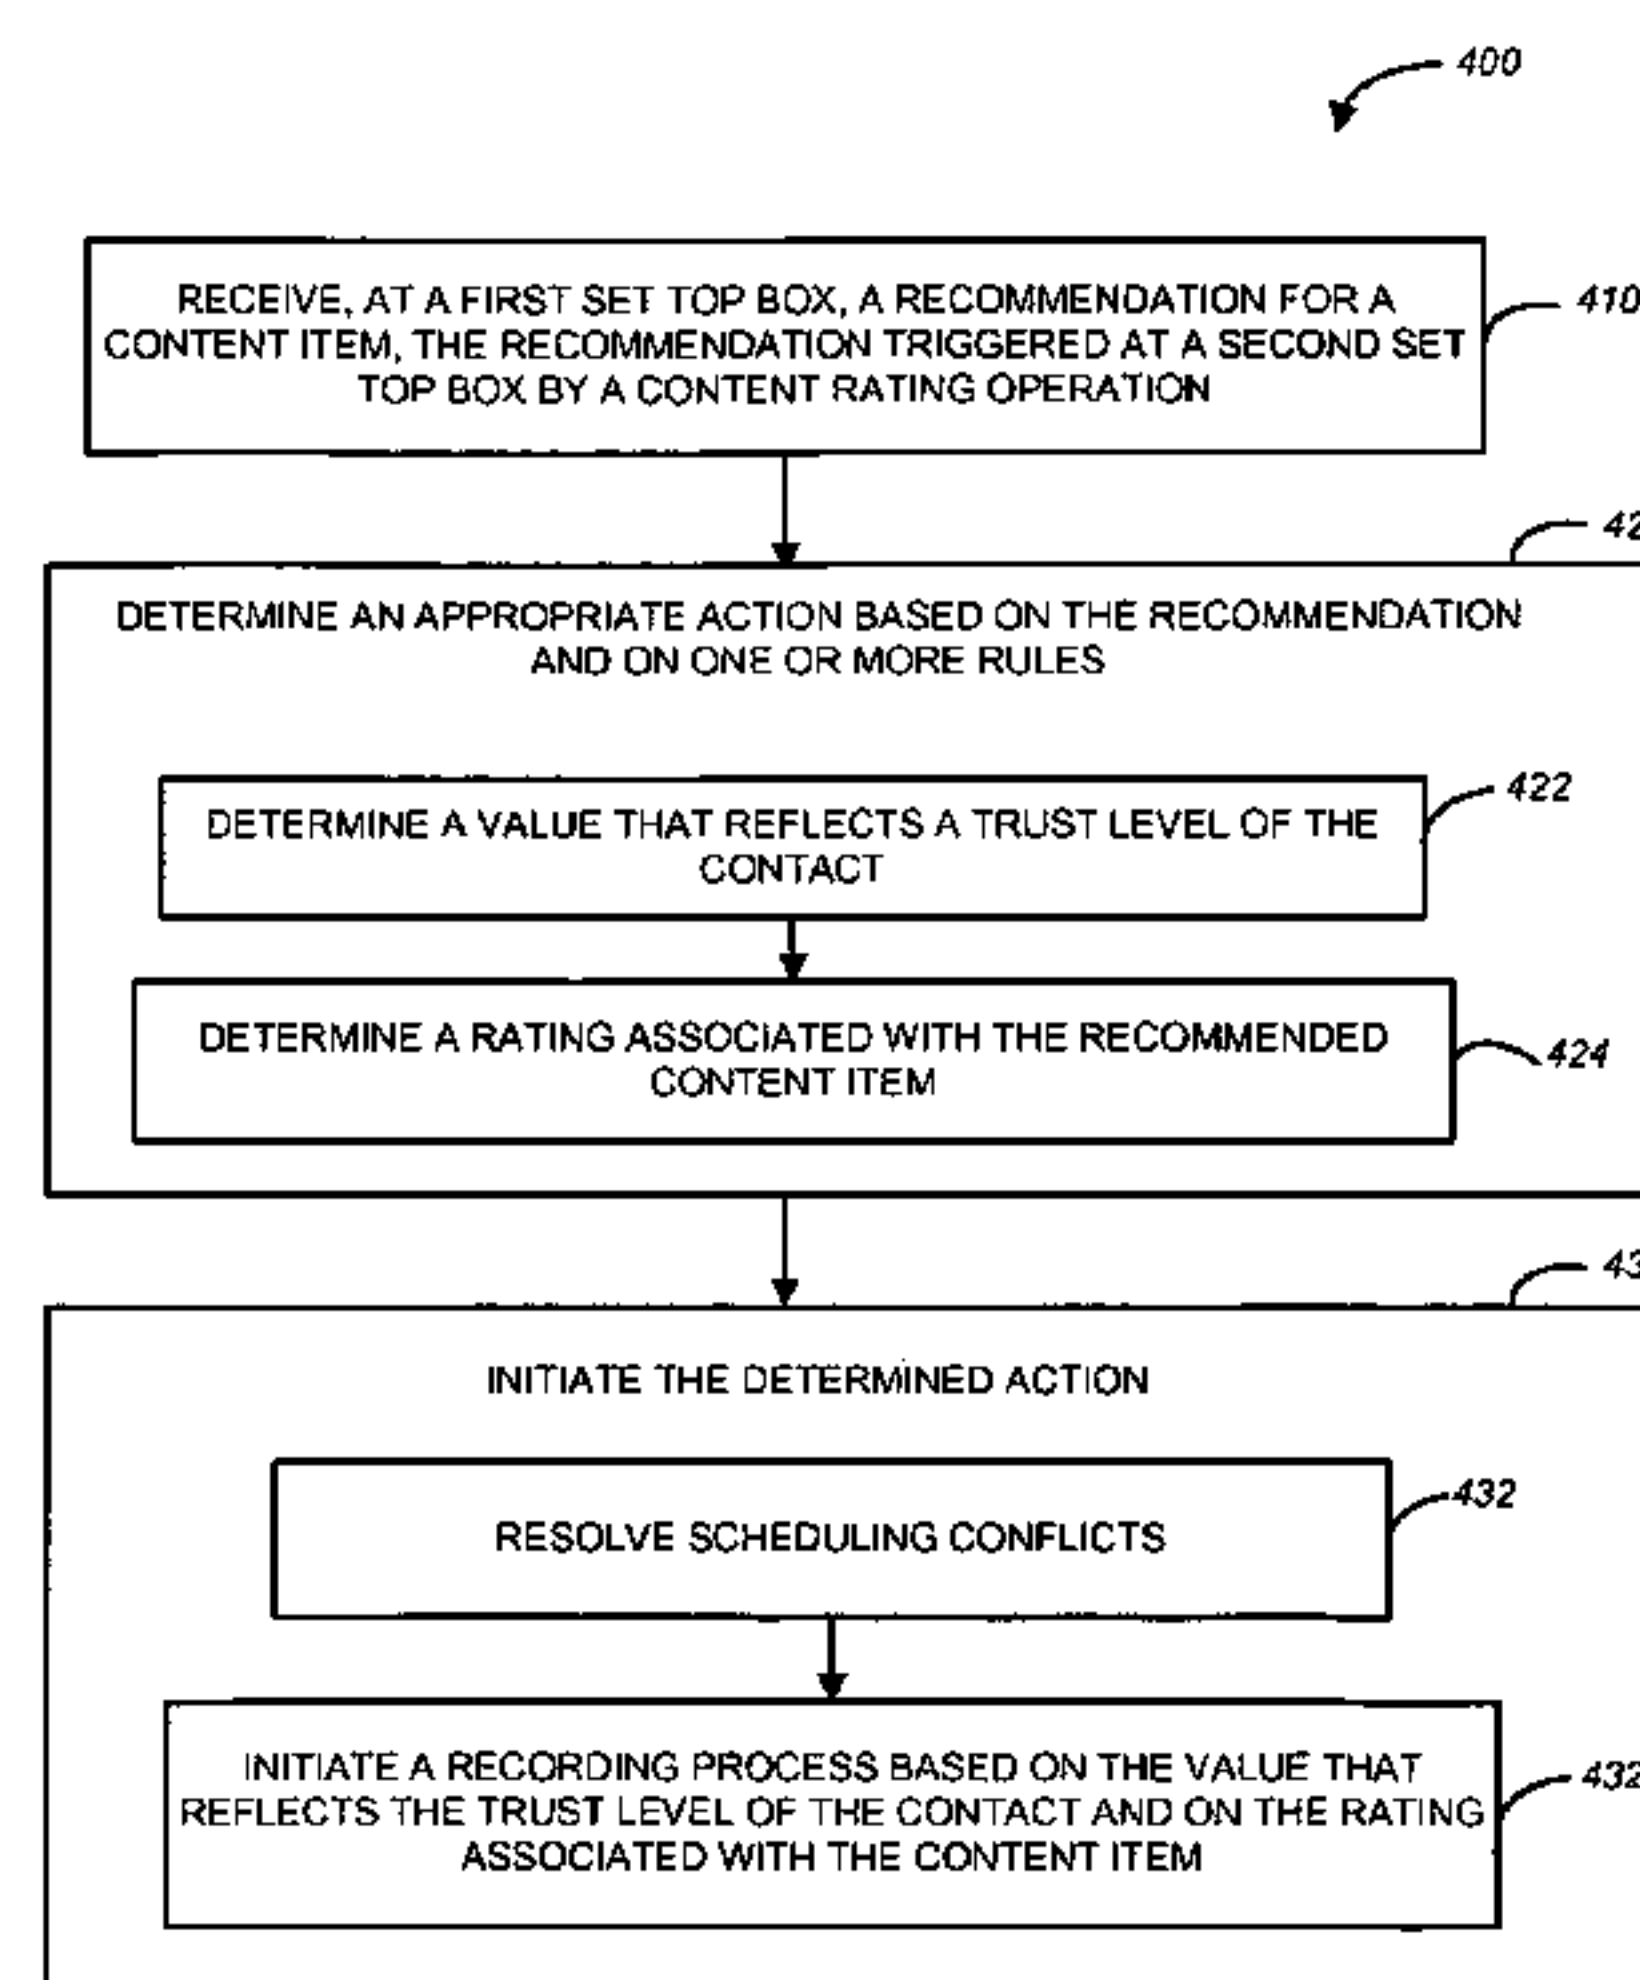 400
RECEIVE, AT A FIRST SET TOP BOX, A RECOMMENDATION FOR A
CONTENT ITEM, THE RECOMMENDATION TRIGGERED AT A SECOND SET
TOP BOX BY A CONTENT RATING OPERATION
410
42
DETERMINE AN APPROPRIATE ACTION BASED ON THE RECOMMENDATION
AND ON ONE OR MORE RULES
422
DETERMINE A VALUE THAT REFLECTS A TRUST LEVEL OF THE
CONTACT
DETERMINE A RATING ASSOCIATED WITH THE RECOMMENDED
CONTENT ITEM
424
43
INITIATE THE DETERMINED ACTION
432
RESOLVE SCHEDULING CONFLICTS
INITIATE A RECORDING PROCESS BASED ON THE VALUE THAT
REFLECTS THE TRUST LEVEL OF THE CONTACT AND ON THE RATING
ASSOCIATED WITH THE CONTENT ITEM
432